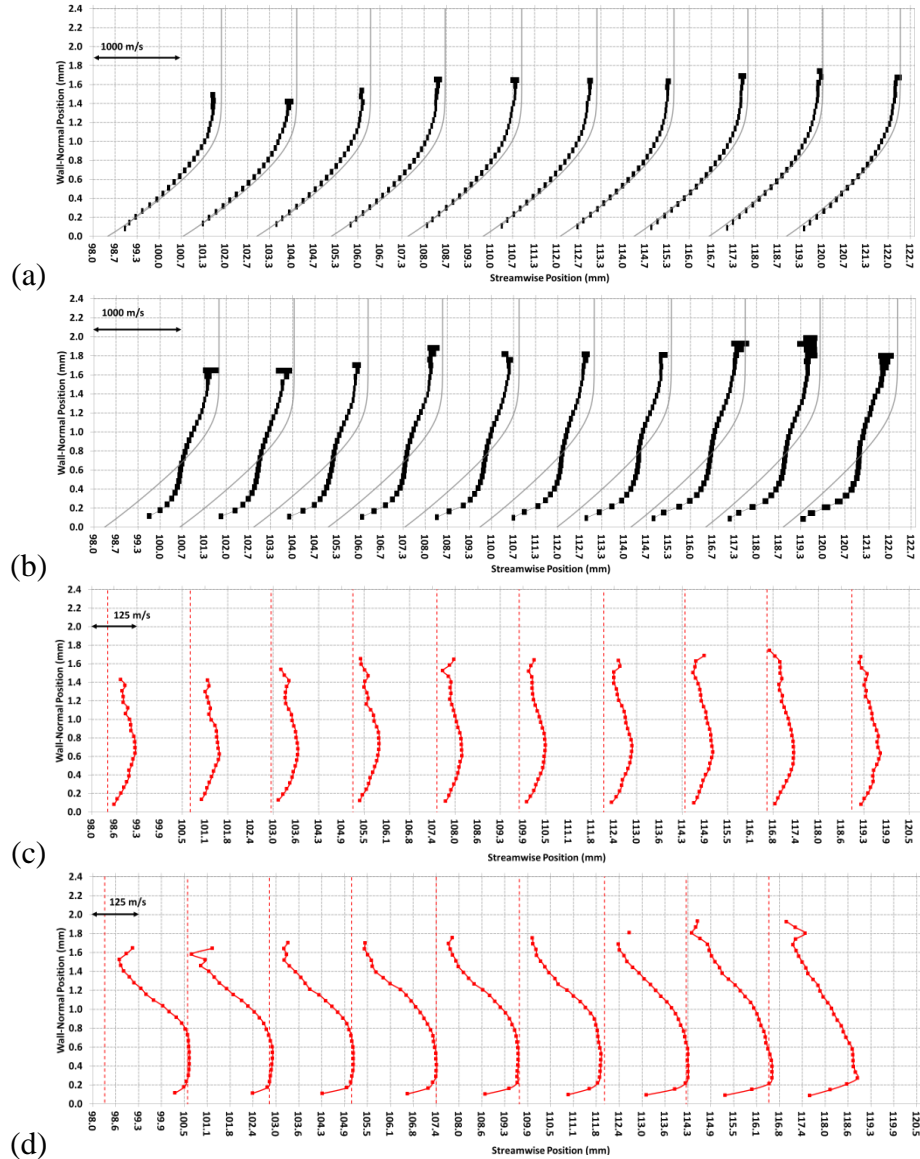 2.4
2.2
2.0
1.8
1.6
1.4
1.2
1.0
0.8
0.6
0.4
0.2
0.0
Wall-Normal Position (mm)
1000 m/s
98.0 98.7 99.3 100.0 100.7 101.3 102.0 102.7 103.3 104.0 104.7 105.3 106.0 106.7 107.3 108.0 108.7 109.3 110.0 110.7 111.3 112.0 112.7 113.3 114.0 114.7 115.3 116.0 116.7 117.3 118.0 118.7 119.3 120.0 120.7 121.3 122.0 122.7
Streamwise Position (mm)
(a)
2.4
2.2
2.0
1.8
1.6
1.4
1.2
1.0
0.8
0.6
0.4
0.2
0.0
Wall-Normal Position (mm)
1000 m/s
98.0 98.7 99.3 100.0 100.7 101.3 102.0 102.7 103.3 104.0 104.7 105.3 106.0 106.7 107.3 108.0 108.7 109.3 110.0 110.7 111.3 112.0 112.7 113.3 114.0 114.7 115.3 116.0 116.7 117.3 118.0 118.7 119.3 120.0 120.7 121.3 122.0 122.7
Streamwise Position (mm)
(b)
2.4
2.2
2.0
1.8
1.6
1.4
1.2
1.0
0.8
0.6
0.4
0.2
0.0
Wall-Normal Position (mm)
125 m/s
98.0 98.6 99.3 99.9 100.5 101.1 101.8 102.4 103.0 103.6 104.3 104.9 105.5 106.1 106.8 107.4 108.0 108.6 109.3 109.9 110.5 111.1 111.8 112.4 113.0 113.6 114.3 114.9 115.5 116.1 116.8 117.4 118.0 118.6 119.3 119.9 120.5
Streamwise Position (mm)
(c)
2.4
2.2
2.0
1.8
1.6
1.4
1.2
1.0
0.8
0.6
0.4
0.2
0.0
Wall-Normal Position (mm)
125 m/s
98.0 98.6 99.3 99.9 100.5 101.1 101.8 102.4 103.0 103.6 104.3 104.9 105.5 106.1 106.8 107.4 108.0 108.6 109.3 109.9 110.5 111.1 111.8 112.4 113.0 113.6 114.3 114.9 115.5 116.1 116.8 117.4 118.0 118.6 119.3 119.9 120.5
Streamwise Position (mm)
(d)